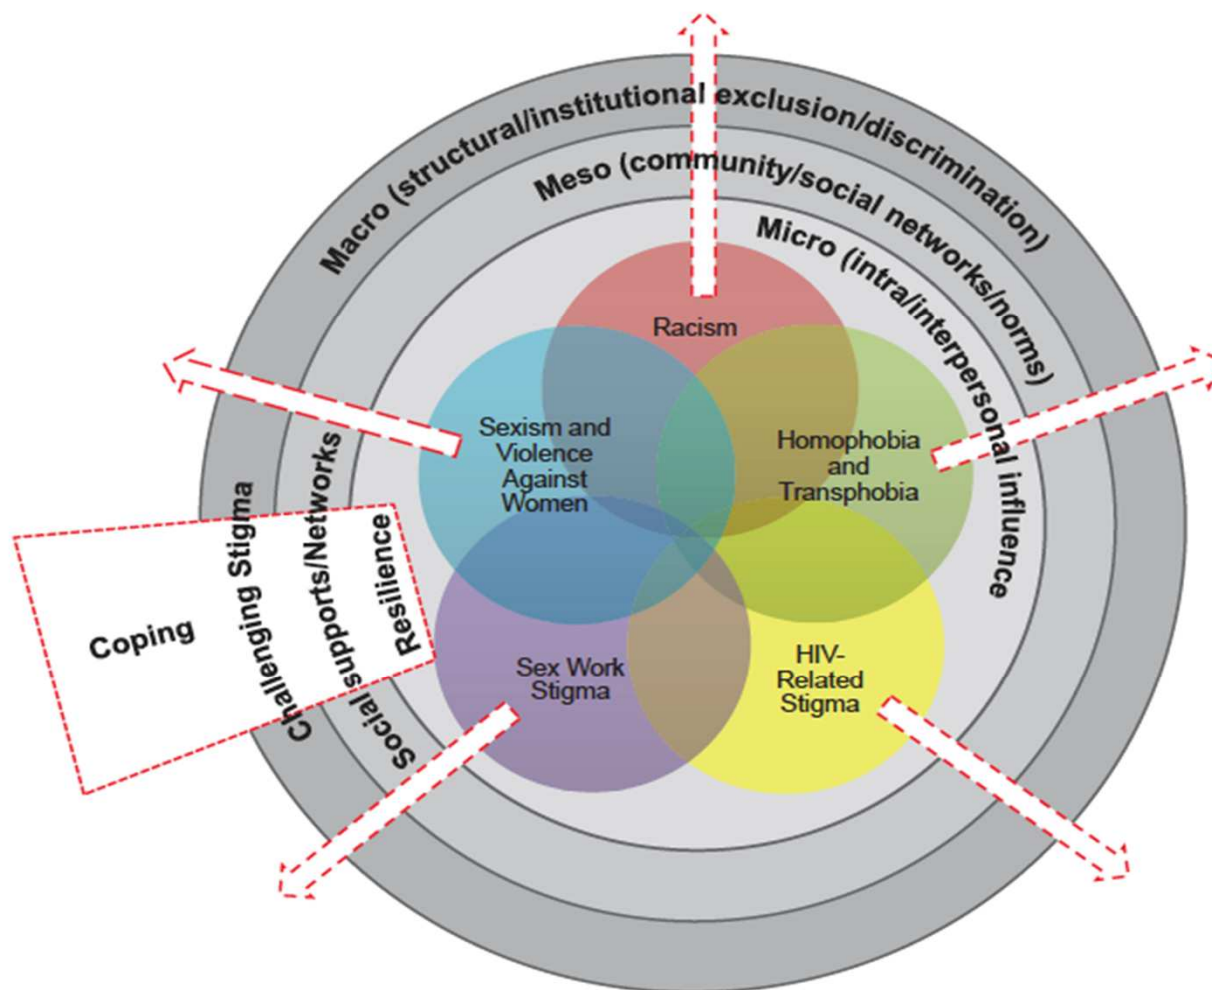 Macro (structural/institutional exclusion/discrimination)
Meso (community/social networks/norms)
Micro (intra/interpersonal influence
Racism
Sexism and
Violence
Against
Women
Homophobia
and
Transphobia
Sex Work
Stigma
HIV-
Related
Stigma
Coping
Challenging Stigma
Social supports/Networks
Resilience